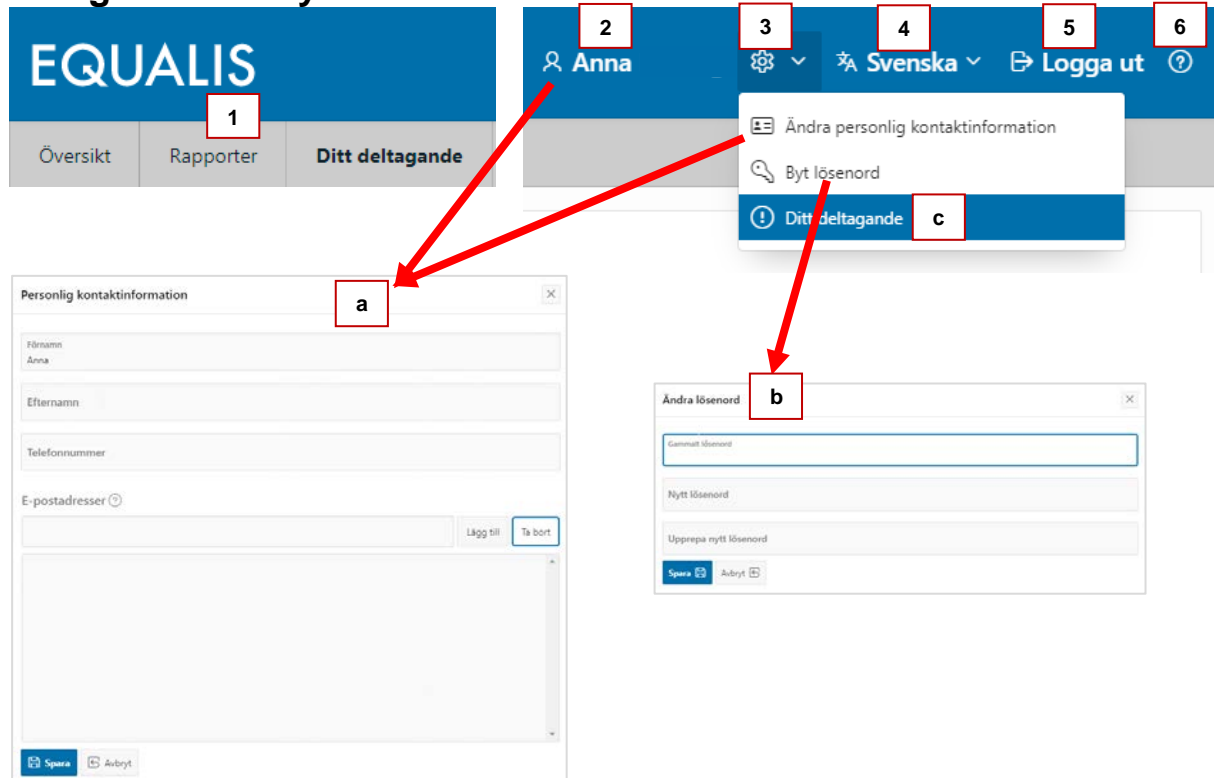 EQUALIS
1
Översikt
Rapporter
Ditt deltagande
2
3
4
5
6
Anna
Svenska
Logga ut
Ändra personlig kontaktinformation
Byt lösenord
Ditt deltagande
c
Personlig kontaktinformation
a
Förnamn
Anna
Efternamn
Telefonnummer
E-postadresser
Lägg till
Ta bort
Spara
Avbryt
Ändra lösenord
b
Gammalt lösenord
Nytt lösenord
Upprepa nytt lösenord
Spara
Avbryt